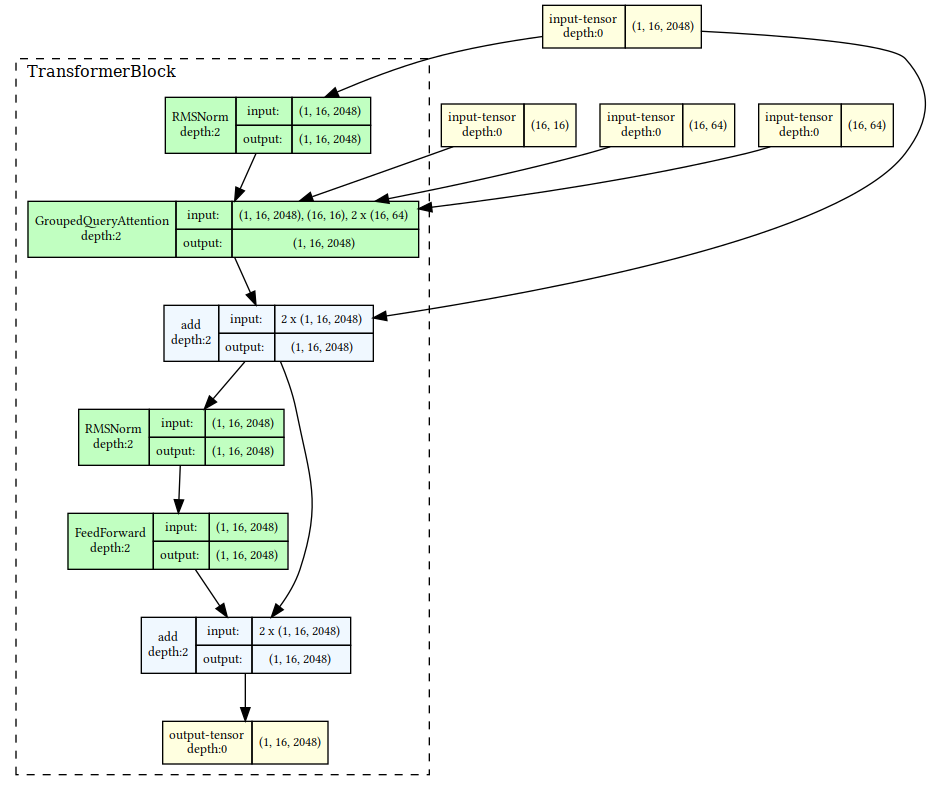 input-tensor
depth:0
(1, 16, 2048)
TransformerBlock
RMSNorm
depth:2
input:
(1, 16, 2048)
output:
(1, 16, 2048)
input-tensor
depth:0
(16, 16)
input-tensor
depth:0
(16, 64)
input-tensor
depth:0
(16, 64)
GroupedQueryAttention
depth:2
input:
(1, 16, 2048), (16, 16), 2 x (16, 64)
output:
(1, 16, 2048)
add
depth:2
input:
2 x (1, 16, 2048)
output:
(1, 16, 2048)
RMSNorm
depth:2
input:
(1, 16, 2048)
output:
(1, 16, 2048)
FeedForward
depth:2
input:
(1, 16, 2048)
output:
(1, 16, 2048)
add
depth:2
input:
2 x (1, 16, 2048)
output:
(1, 16, 2048)
output-tensor
depth:0
(1, 16, 2048)